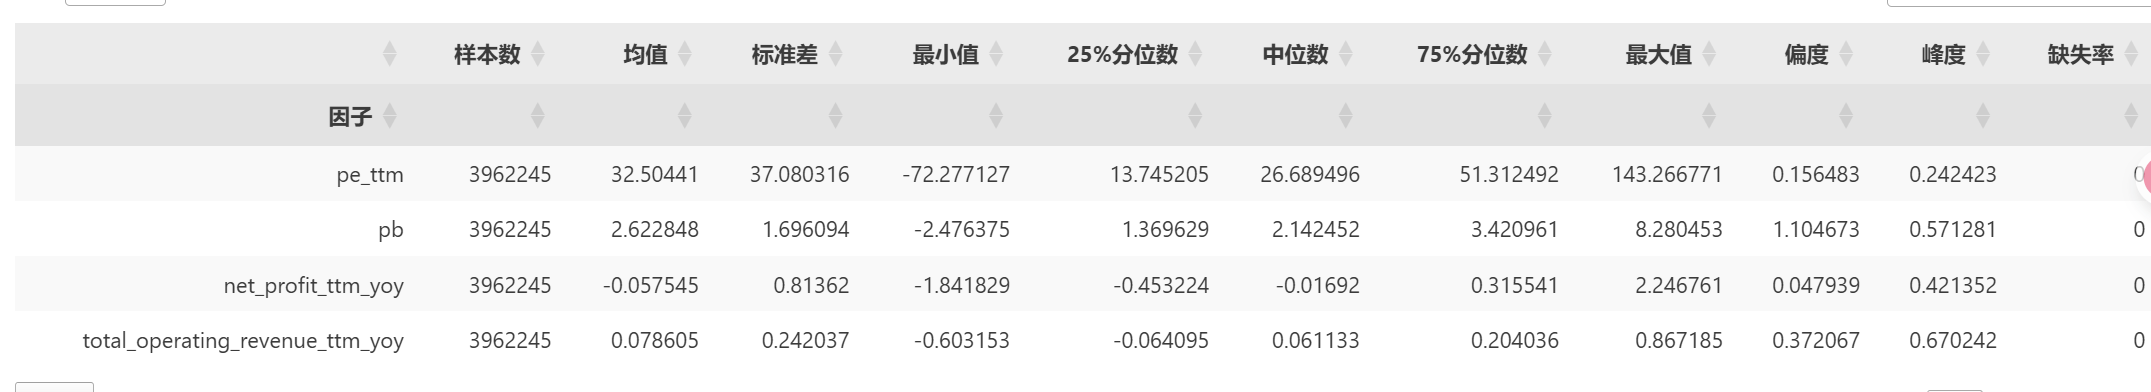 样本数 均值 标准差 最小值 25%分位数 中位数 75%分位数 最大值 偏度 峰度 缺失率
因子
pe_ttm 3962245 32.50441 37.080316 -72.277127 13.745205 26.689496 51.312492 143.266771 0.156483 0.242423 0
pb 3962245 2.622848 1.696094 -2.476375 1.369629 2.142452 3.420961 8.280453 1.104673 0.571281 0
net_profit_ttm_yoy 3962245 -0.057545 0.81362 -1.841829 -0.453224 -0.01692 0.315541 2.246761 0.047939 0.421352 0
total_operating_revenue_ttm_yoy 3962245 0.078605 0.242037 -0.603153 -0.064095 0.061133 0.204036 0.867185 0.372067 0.670242 0